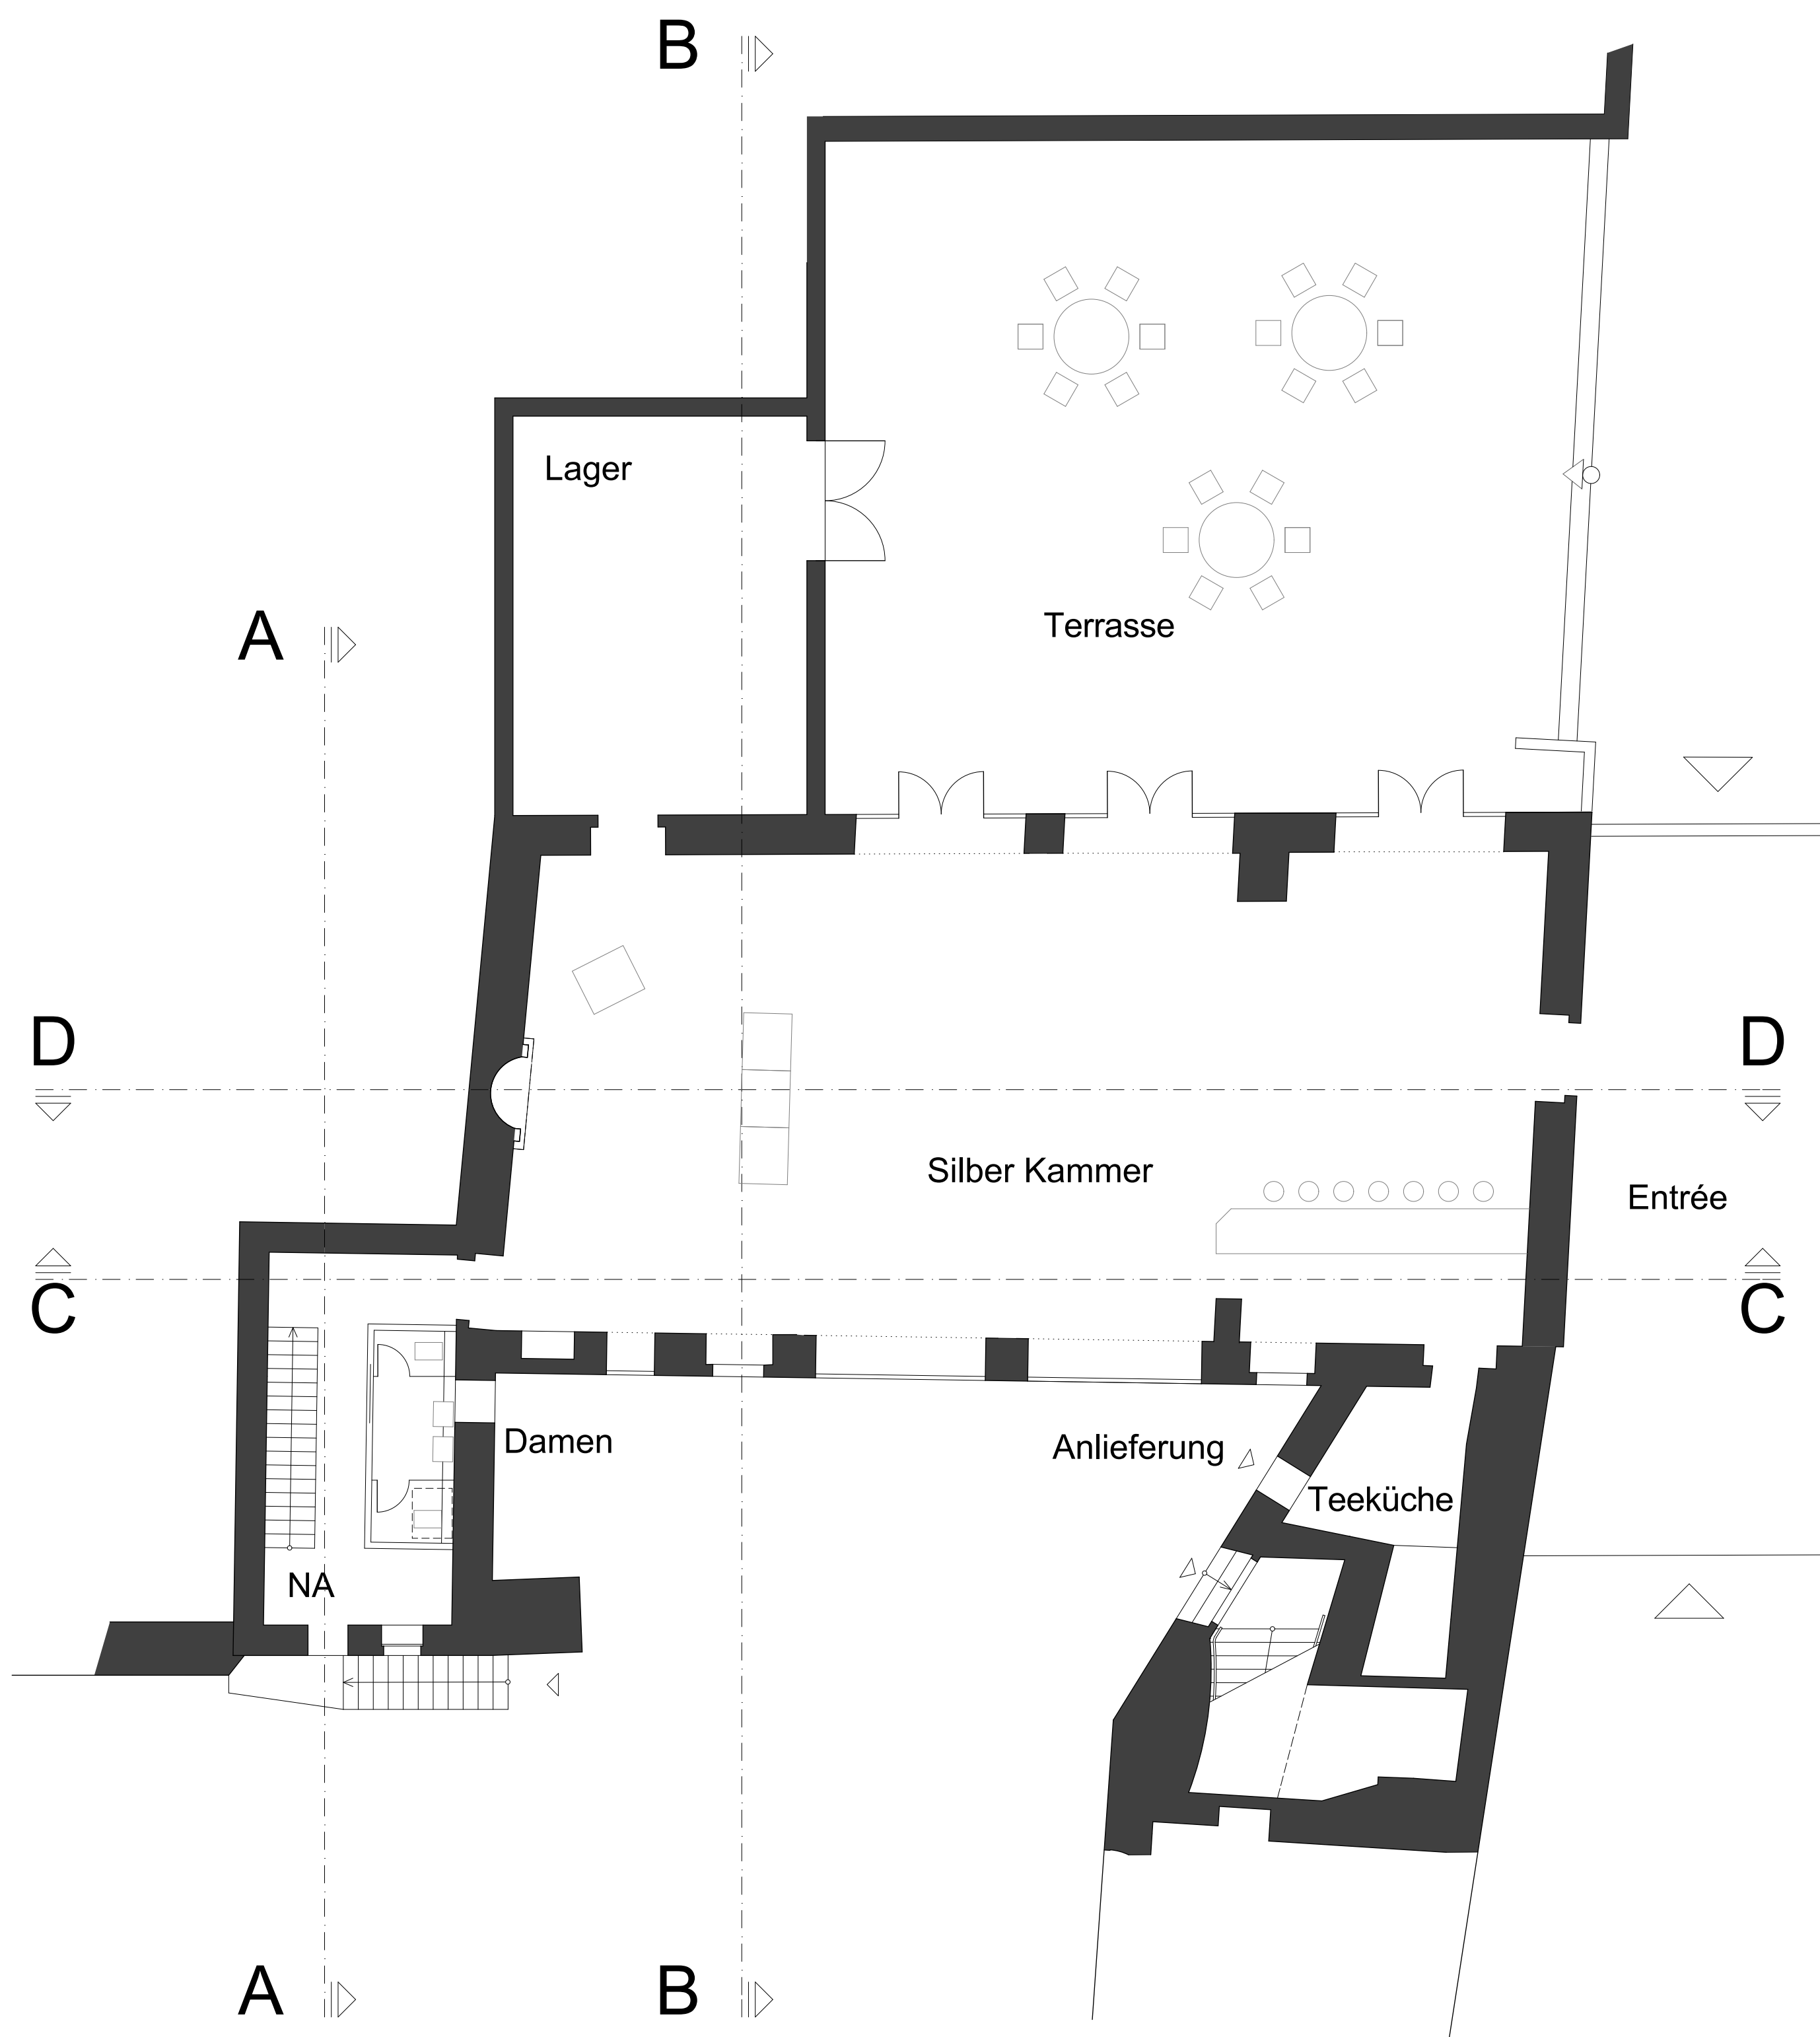 B
Lager
A
Terrasse
D
D
Silber Kammer
Entrée
C
C
Damen
Anlieferung
Teeküche
NA
A
B